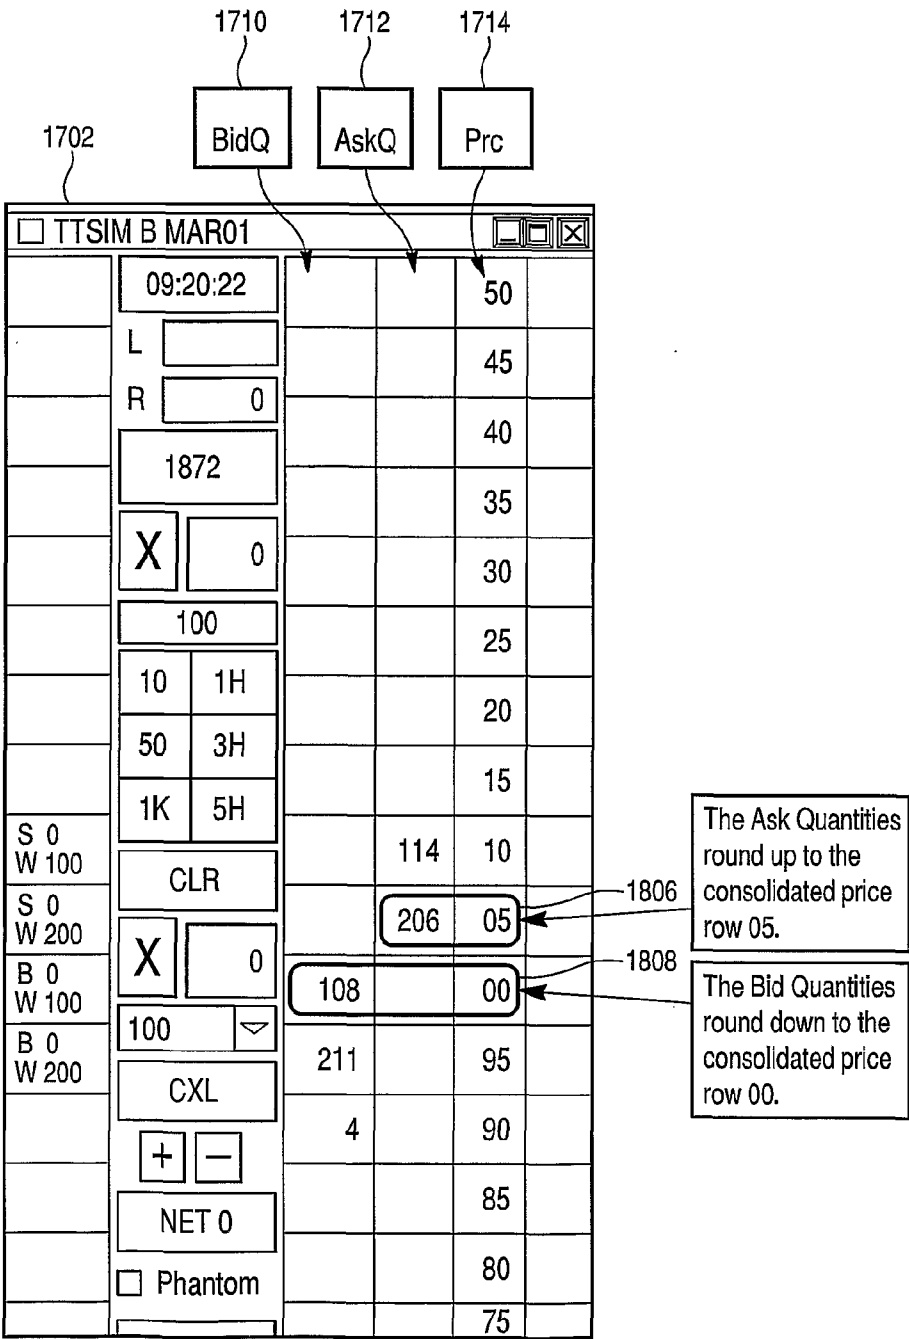 1710
1712
1714
BidQ
AskQ
Prc
1702
TTSIM B MAR01
09:20:22
50
L
45
R 0
40
1872
35
X 0
30
100
25
10 1H
20
50 3H
15
1K 5H
S 0
W 100
114 10
CLR
S 0
W 200
206 05
1806
The Ask Quantities
round up to the
consolidated price
row 05.
X 0
B 0
W 100
108 00
1808
The Bid Quantities
round down to the
consolidated price
row 00.
100
B 0
W 200
211 95
CXL
4 90
+ −
85
NET 0
80
Phantom
75